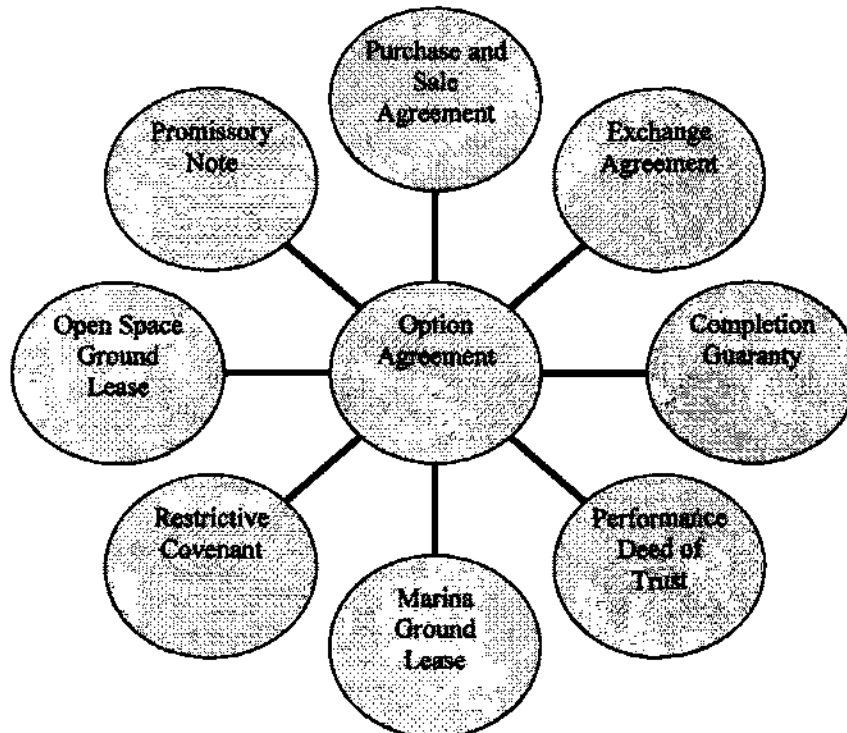 Purchase and
Sale
Agreement
Promissory
Note
Exchange
Agreement
Open Space
Ground
Lease
Option
Agreement
Completion
Guaranty
Restrictive
Covenant
Performance
Deed of
Trust
Marina
Ground
Lease